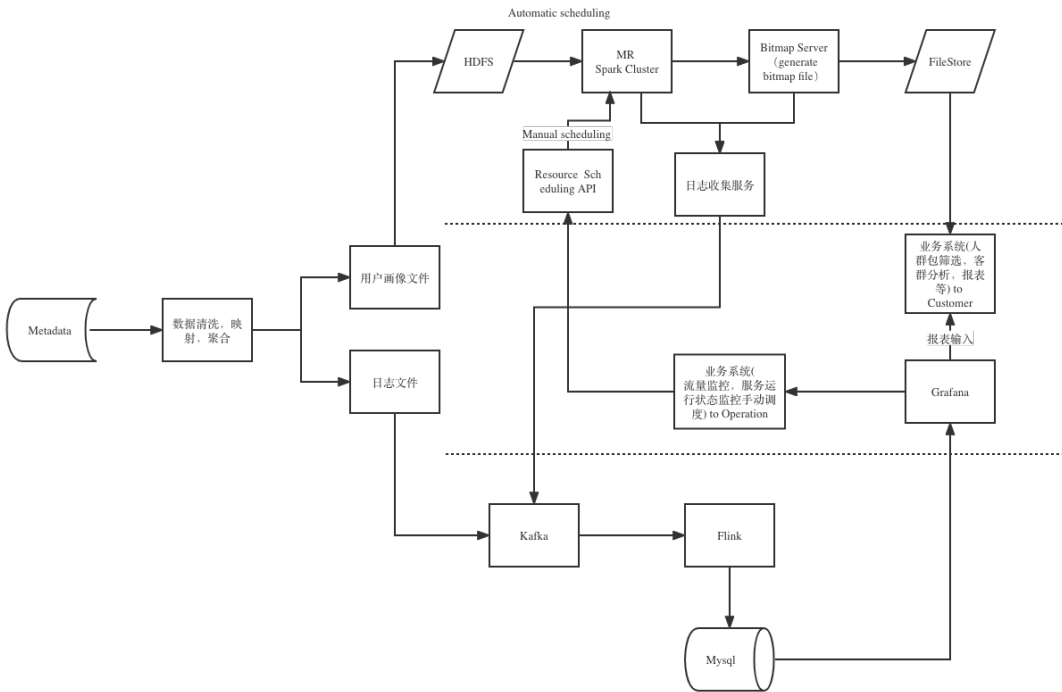 Automatic scheduling
HDFS
MR
Spark Cluster
Bitmap Server
（generate
bitmap file）
FileStore
Manual scheduling
Resource Sch
eduling API
日志收集服务
用户画像文件
业务系统(人
群包筛选，客
群分析，报表
等) to
Customer
Metadata
数据清洗，映
射，聚合
报表输入
日志文件
业务系统(
流量监控，服务运
行状态监控手动调
度) to Operation
Grafana
Kafka
Flink
Mysql